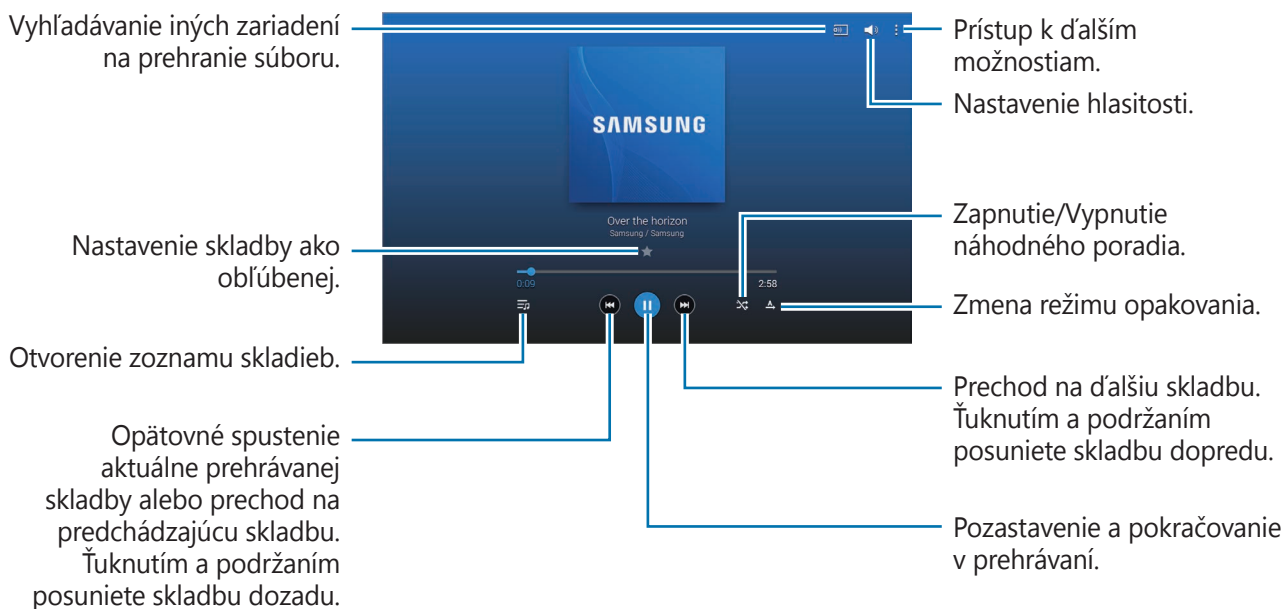 Vyhľadávanie iných zariadení
na prehranie súboru.
Prístup k ďalším
možnostiam.
Nastavenie hlasitosti.
SAMSUNG
Over the horizon
Samsung / Samsung
Zapnutie/Vypnutie
náhodného poradia.
Nastavenie skladby ako
obľúbenej.
0:09
2:58
Zmena režimu opakovania.
Otvorenie zoznamu skladieb.
Prechod na ďalšiu skladbu.
Ťuknutím a podržaním
posuniete skladbu dopredu.
Opätovné spustenie
aktuálne prehrávanej
skladby alebo prechod na
predchádzajúcu skladbu.
Ťuknutím a podržaním
posuniete skladbu dozadu.
Pozastavenie a pokračovanie
v prehrávaní.